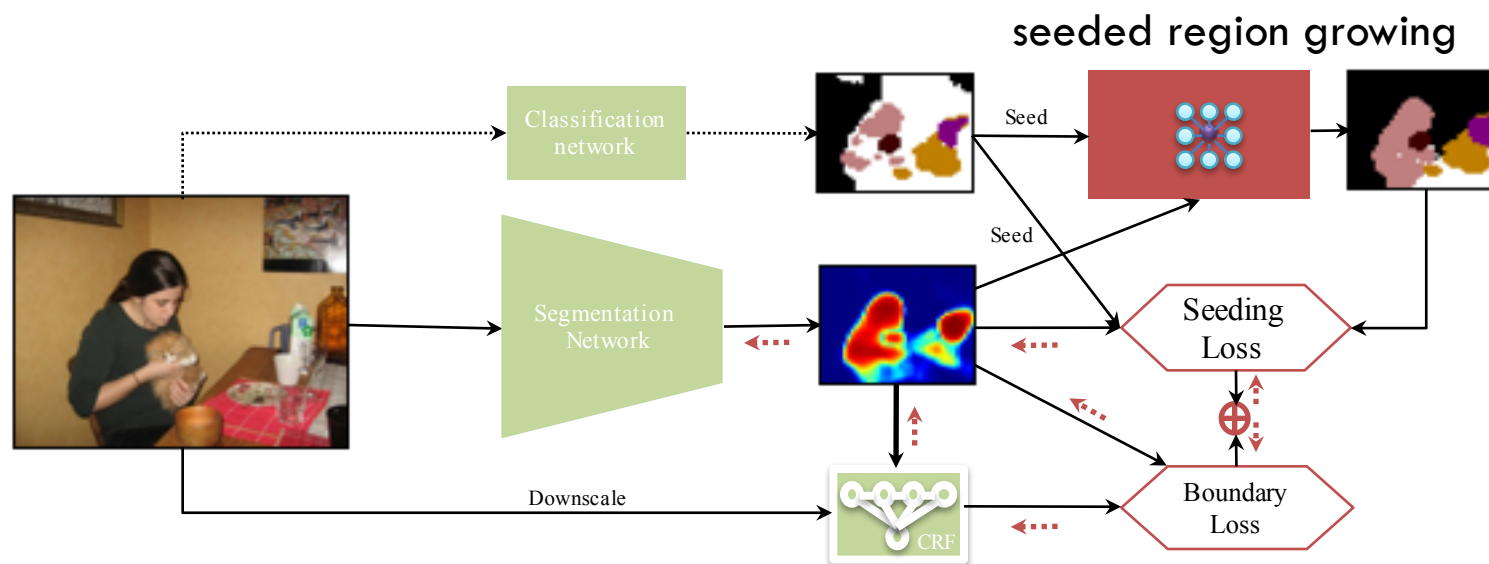 seeded region growing
Classification
network
Seed
Seed
Segmentation
Network
Seeding
Loss
Downscale
CRF
Boundary
Loss